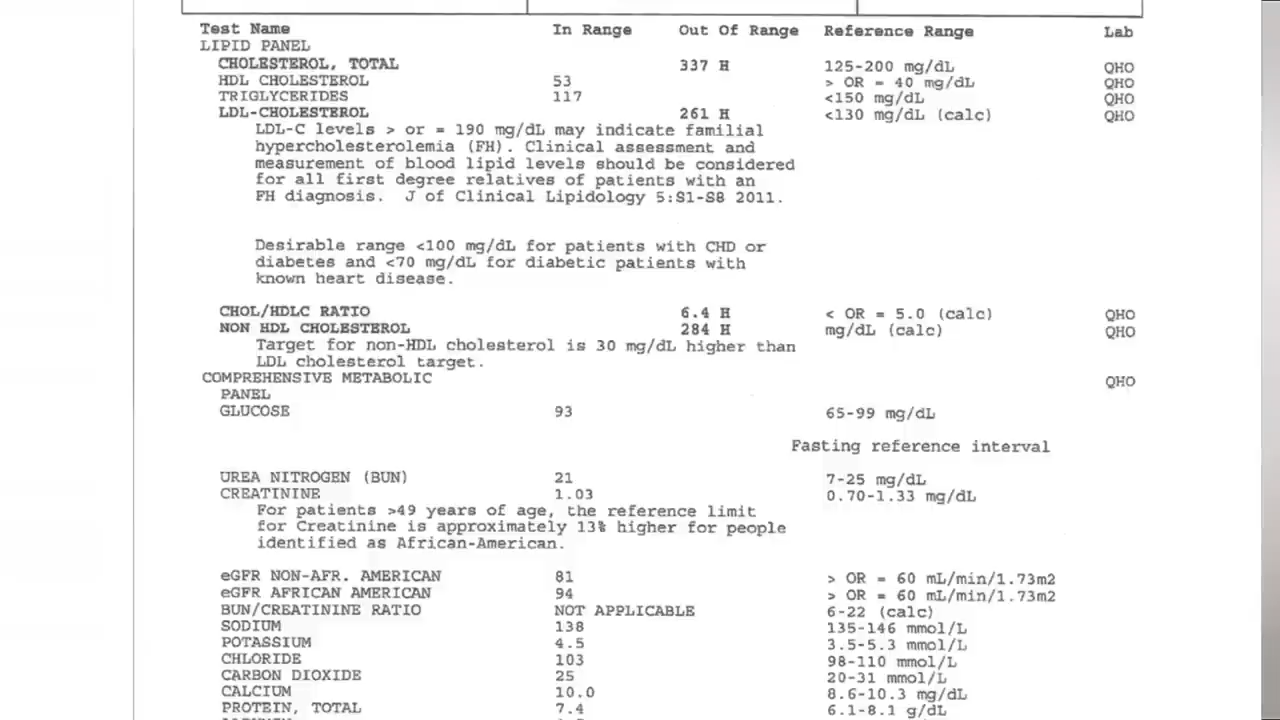 Test Name In Range Out Of Range Reference Range Lab
LIPID PANEL
CHOLESTEROL, TOTAL 337 H 125-200 mg/dL QHO
HDL CHOLESTEROL 53 > OR = 40 mg/dL QHO
TRIGLYCERIDES 117 <150 mg/dL QHO
LDL-CHOLESTEROL 261 H <130 mg/dL (calc) QHO
LDL-C levels > or = 190 mg/dL may indicate familial
hypercholesterolemia (FH). Clinical assessment and
measurement of blood lipid levels should be considered
for all first degree relatives of patients with an
FH diagnosis. J of Clinical Lipidology 5:S1-S8 2011.
Desirable range <100 mg/dL for patients with CHD or
diabetes and <70 mg/dL for diabetic patients with
known heart disease.
CHOL/HDLC RATIO 6.4 H < OR = 5.0 (calc) QHO
NON HDL CHOLESTEROL 284 H mg/dL (calc) QHO
Target for non-HDL cholesterol is 30 mg/dL higher than
LDL cholesterol target.
COMPREHENSIVE METABOLIC QHO
PANEL
GLUCOSE 93 65-99 mg/dL
Fasting reference interval
UREA NITROGEN (BUN) 21 7-25 mg/dL
CREATININE 1.03 0.70-1.33 mg/dL
For patients >49 years of age, the reference limit
for Creatinine is approximately 13% higher for people
identified as African-American.
eGFR NON-AFR. AMERICAN 81 > OR = 60 mL/min/1.73m2
eGFR AFRICAN AMERICAN 94 > OR = 60 mL/min/1.73m2
BUN/CREATININE RATIO NOT APPLICABLE 6-22 (calc)
SODIUM 138 135-146 mmol/L
POTASSIUM 4.5 3.5-5.3 mmol/L
CHLORIDE 103 98-110 mmol/L
CARBON DIOXIDE 25 20-31 mmol/L
CALCIUM 10.0 8.6-10.3 mg/dL
PROTEIN, TOTAL 7.4 6.1-8.1 g/dL